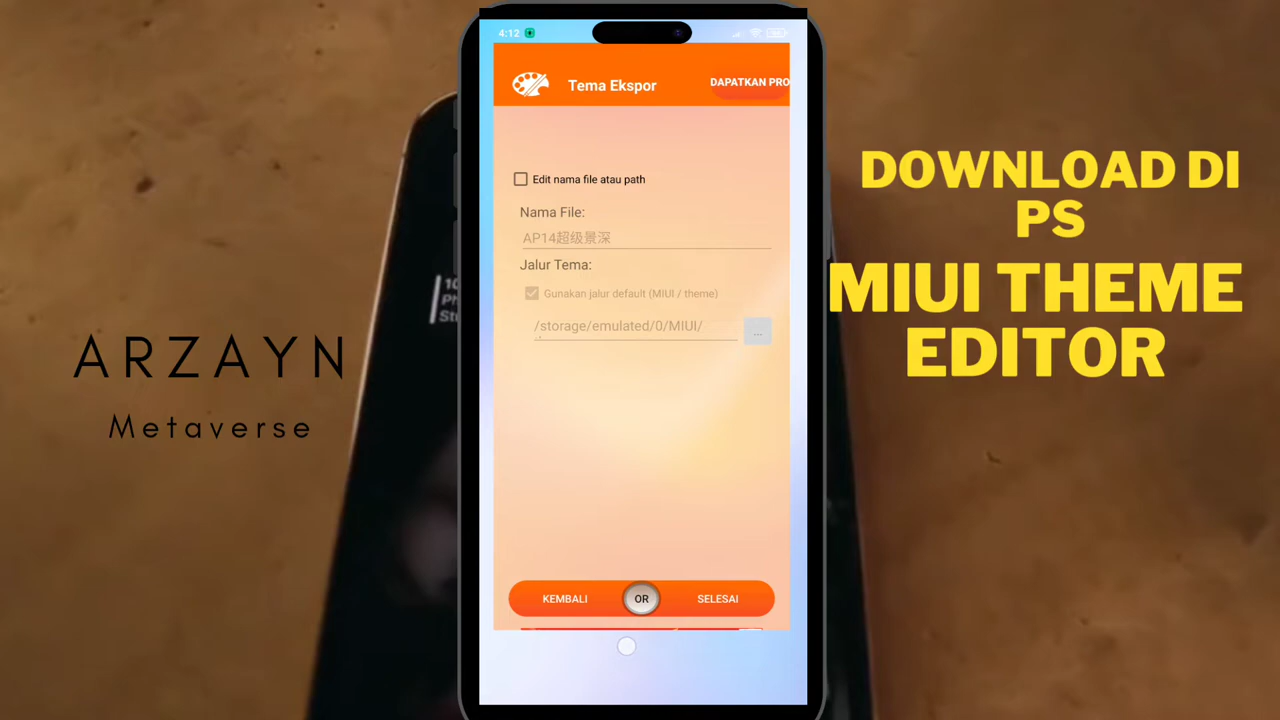 4:12
Tema Ekspor
DAPATKAN PRO
Edit nama file atau path
Nama File:
AP14超级景深
Jalur Tema:
Gunakan jalur default (MIUI / theme)
/storage/emulated/0/MIUI/
...
KEMBALI
OR
SELESAI
ARZAYN
Metaverse
DOWNLOAD DI
PS
MIUI THEME
EDITOR